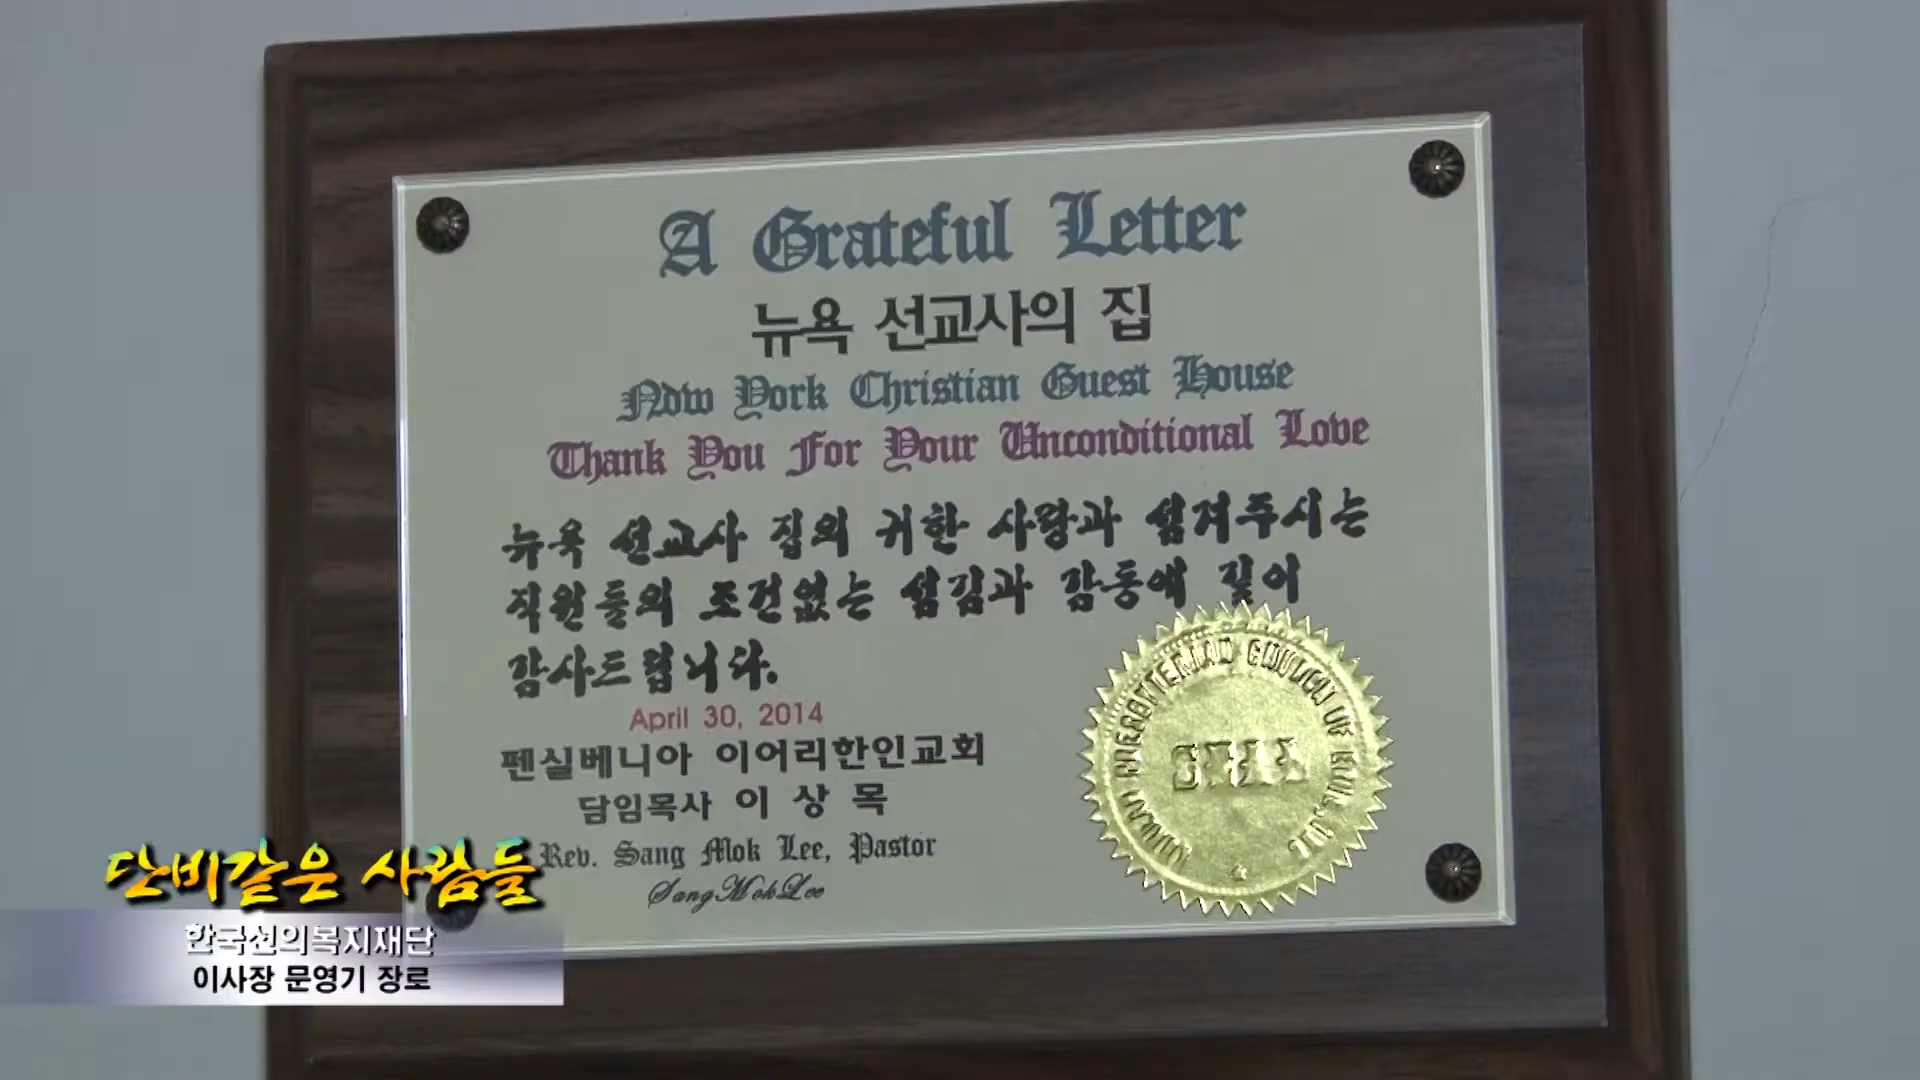 A Grateful Letter
뉴욕 선교사의 집
Ndw York Christian Guest House
Thank You For Your Unconditional Love
뉴욕 선교사 집의 귀한 사랑과 섬겨주시는
직원들의 조건없는 섬김과 감동에 깊이
감사드립니다.
April 30, 2014
펜실베니아 이어리한인교회
담임목사 이 상 목
Rev. Sang Mok Lee, Pastor
Sang Mok Lee
SEAL
단비같은 사람들
한국선의복지재단
이사장 문영기 장로